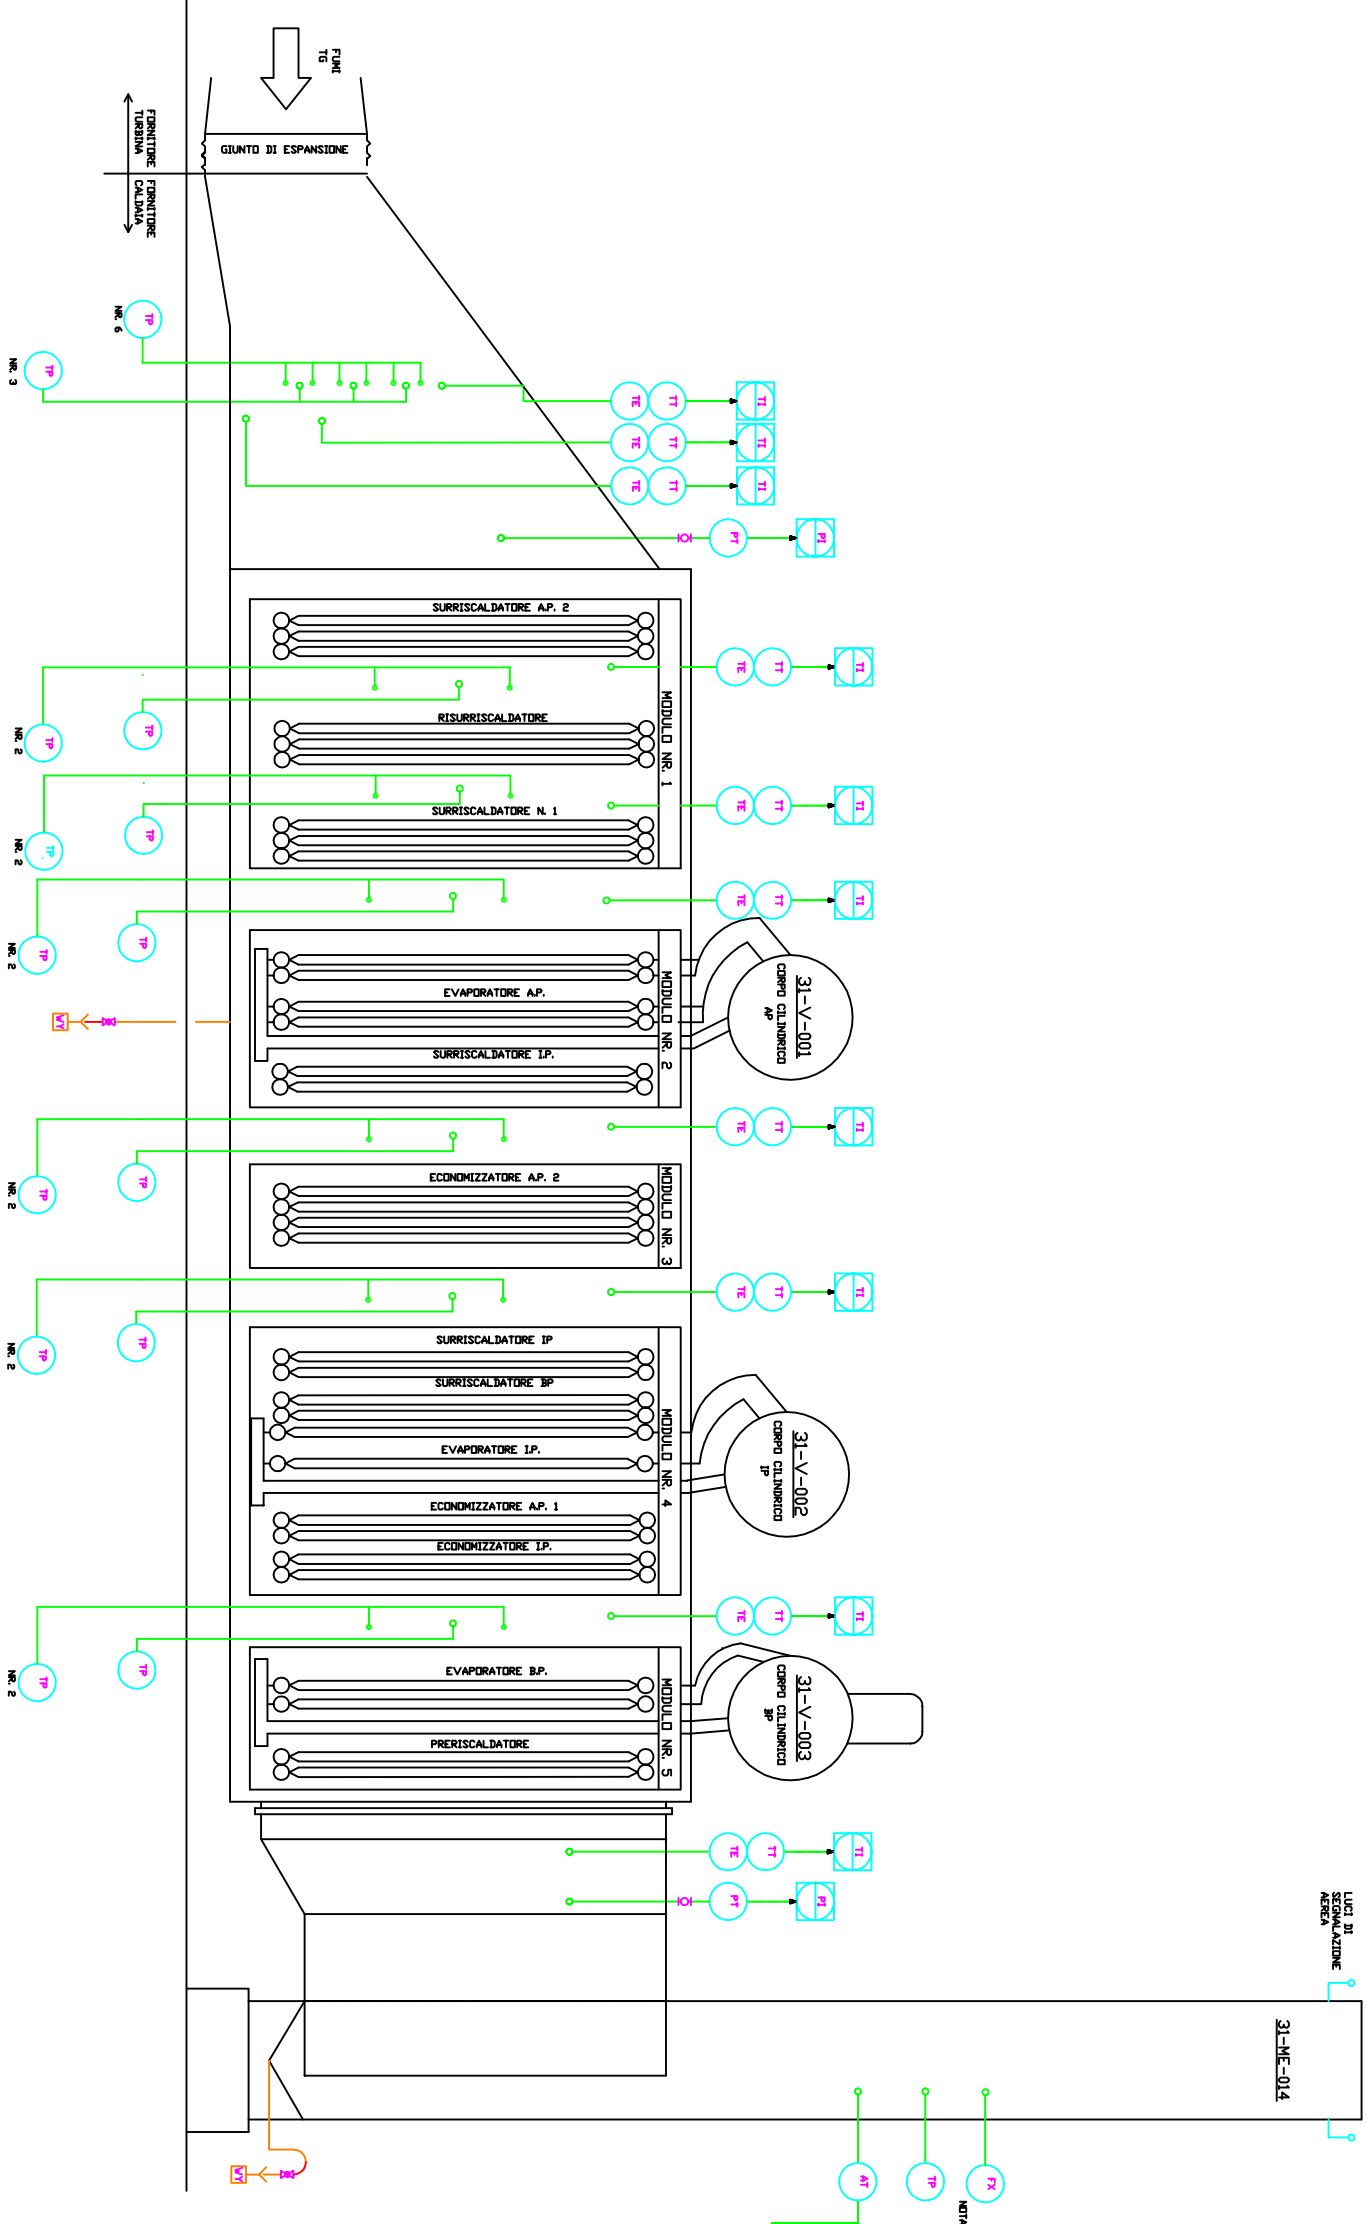 FUMI
TG
GIUNTO DI ESPANSIONE
FORNITORE
TURBINA
FORNITORE
CALDAIA
TP
NR. 6
TP
NR. 3
TE
TT
TI
TE
TT
TI
TE
TT
TI
PT
PI
SURRISCALDATORE A.P. 2
MODULO NR. 1
TE
TT
TI
TP
NR. 2
TP
RISURRISCALDATORE
TE
TT
TI
TP
NR. 2
TP
SURRISCALDATORE N. 1
TE
TT
TI
TP
NR. 2
TP
31-V-001
CORPO CILINDRICO
AP
MODULO NR. 2
EVAPORATORE A.P.
WY
SURRISCALDATORE I.P.
TE
TT
TI
TP
NR. 2
TP
ECONOMIZZATORE A.P. 2
MODULO NR. 3
TE
TT
TI
TP
NR. 2
TP
SURRISCALDATORE IP
SURRISCALDATORE BP
MODULO NR. 4
31-V-002
CORPO CILINDRICO
IP
EVAPORATORE I.P.
ECONOMIZZATORE A.P. 1
ECONOMIZZATORE I.P.
TE
TT
TI
TP
NR. 2
TP
EVAPORATORE B.P.
MODULO NR. 5
31-V-003
CORPO CILINDRICO
BP
PRERISCALDATORE
TE
TT
TI
PT
PI
LUCI DI
SEGNALAZIONE
AEREA
31-ME-014
WY
AT
TP
FX
NOTA